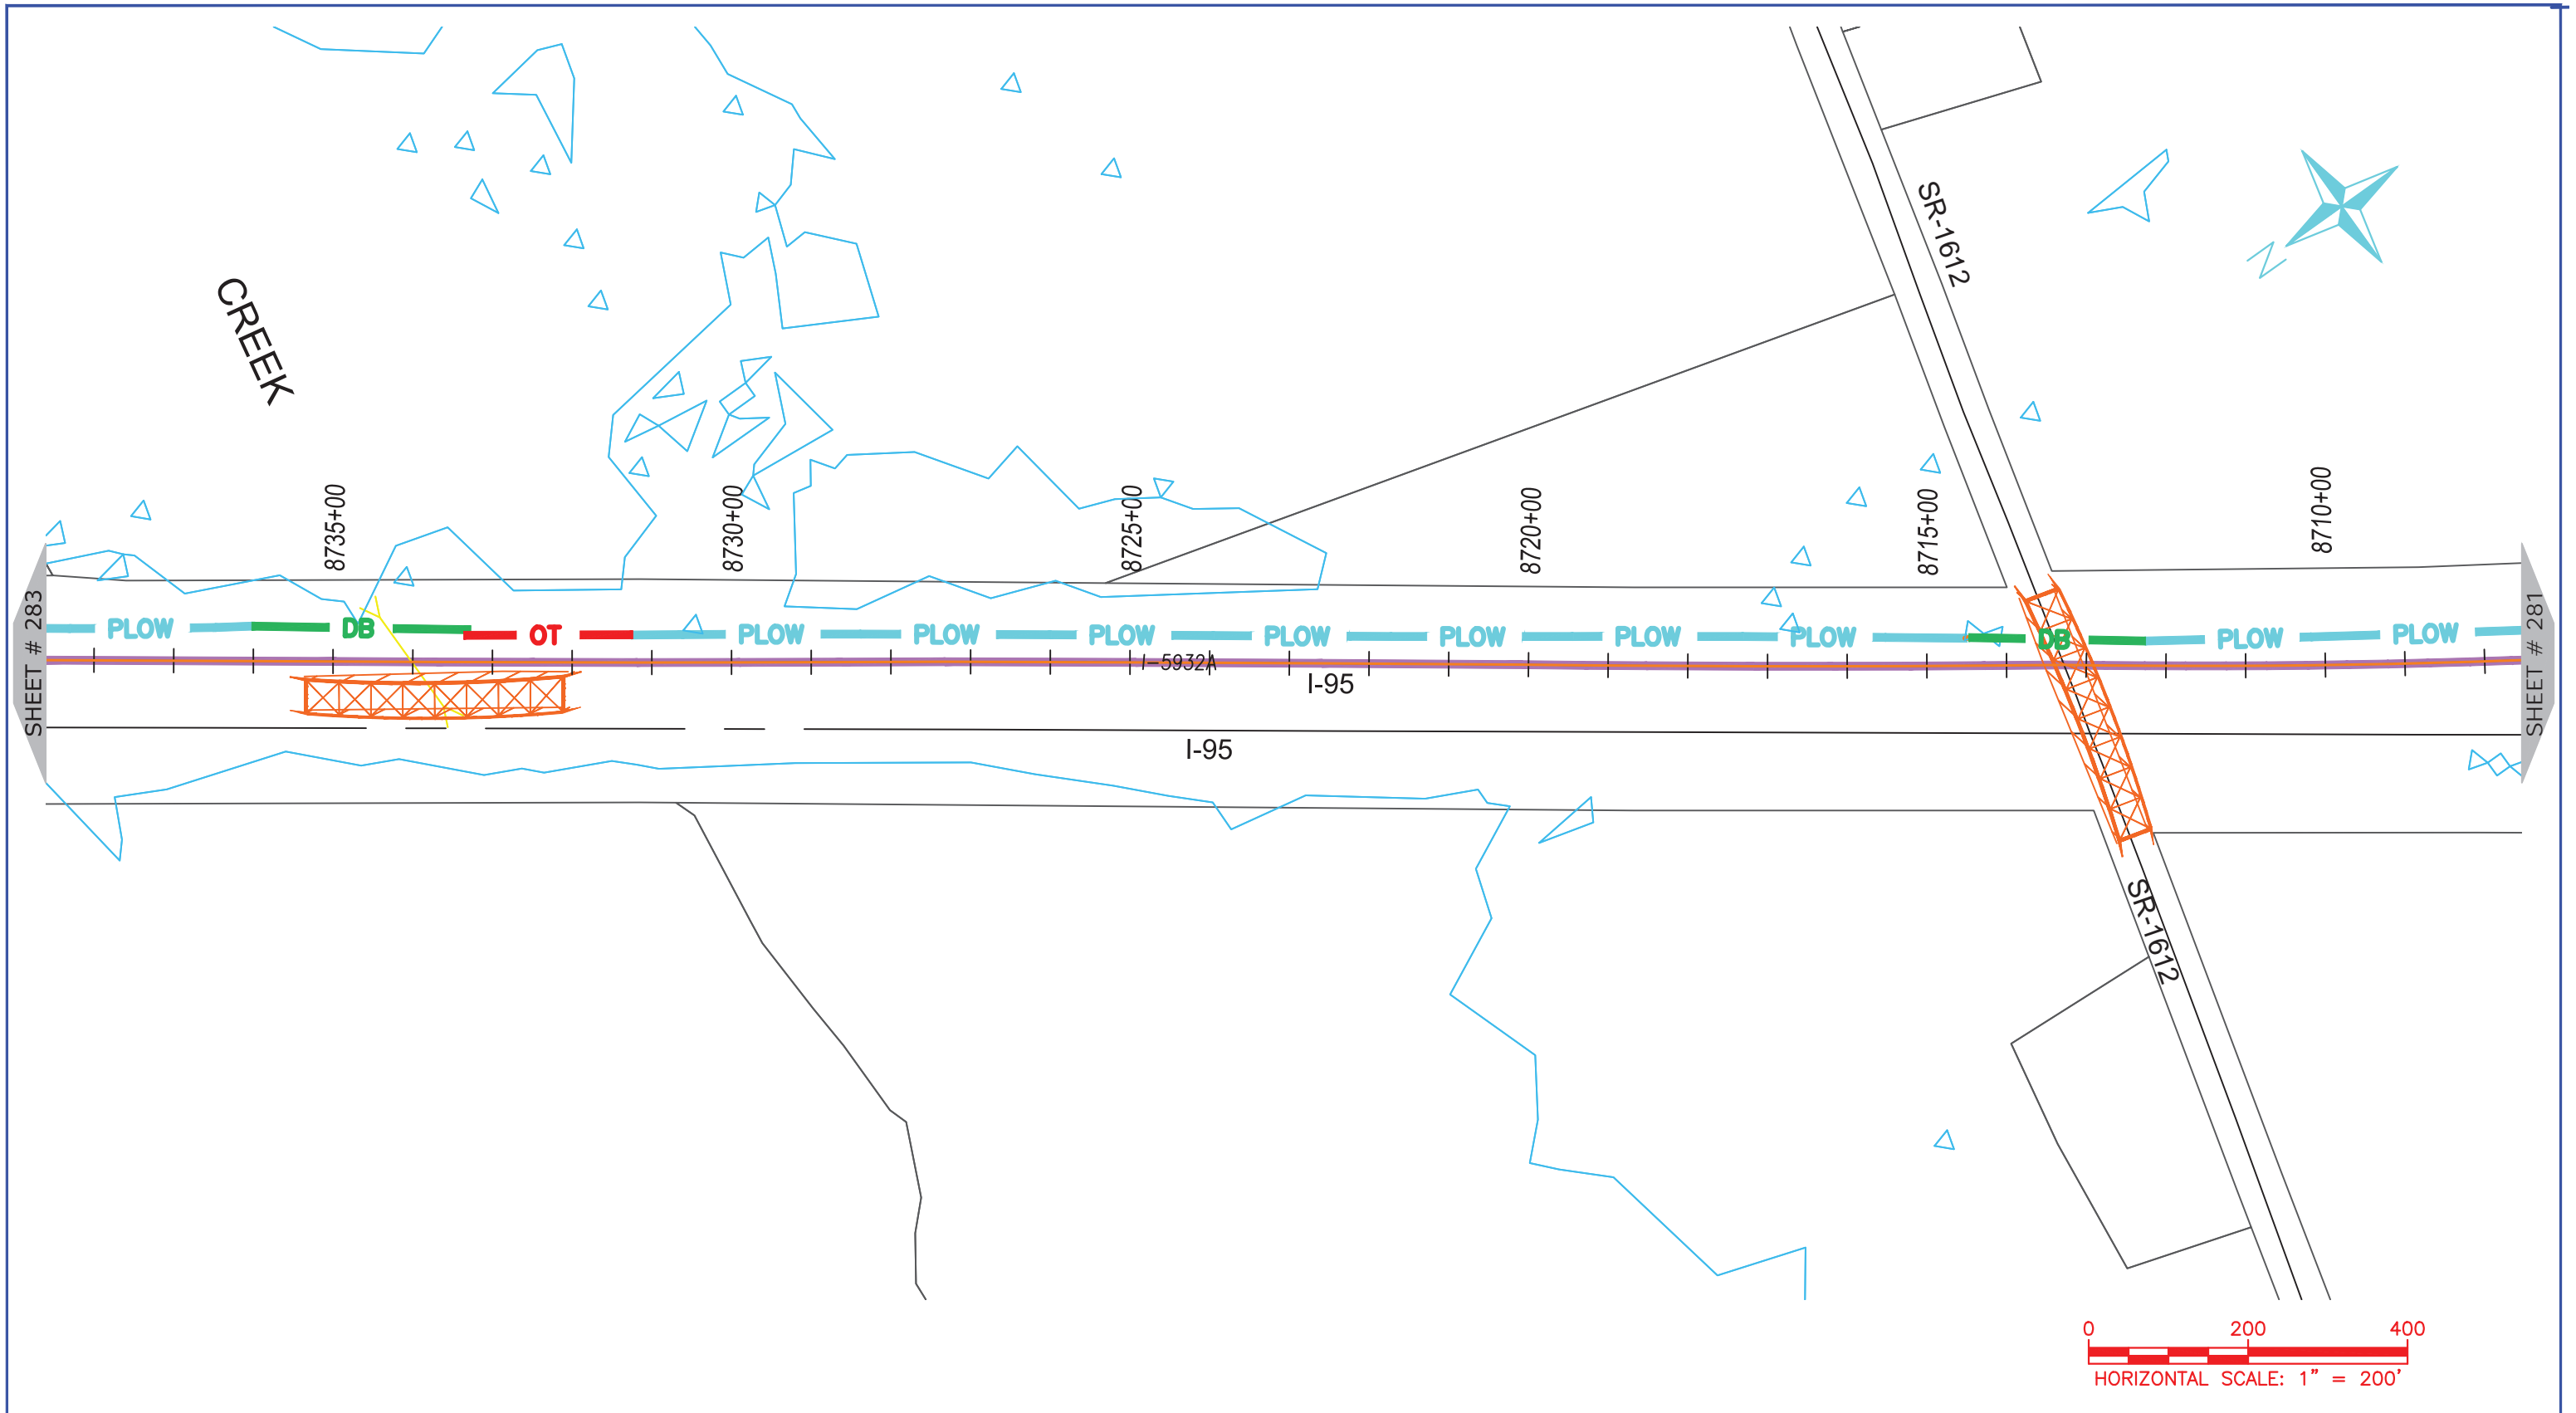 SR-1612
N
CREEK
8735+00
8730+00
8725+00
8720+00
8715+00
8710+00
SHEET # 283
PLOW
DB
OT
PLOW
PLOW
PLOW
PLOW
PLOW
PLOW
PLOW
DB
PLOW
PLOW
SHEET # 281
I-5932A
I-95
I-95
SR-1612
0 200 400
HORIZONTAL SCALE: 1” = 200’